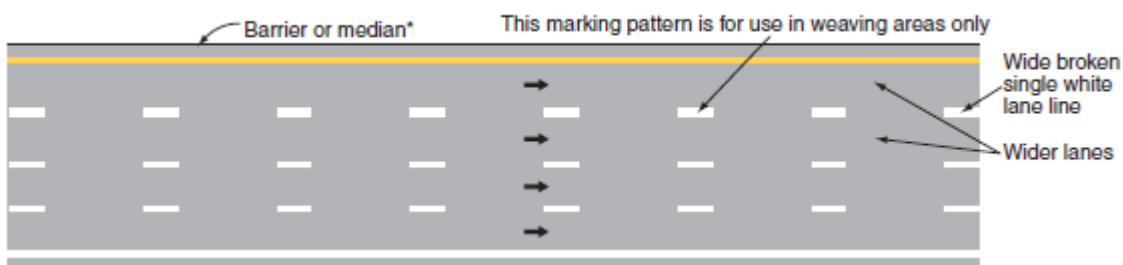 Barrier or median*
This marking pattern is for use in weaving areas only
Wide broken
single white
lane line
Wider lanes